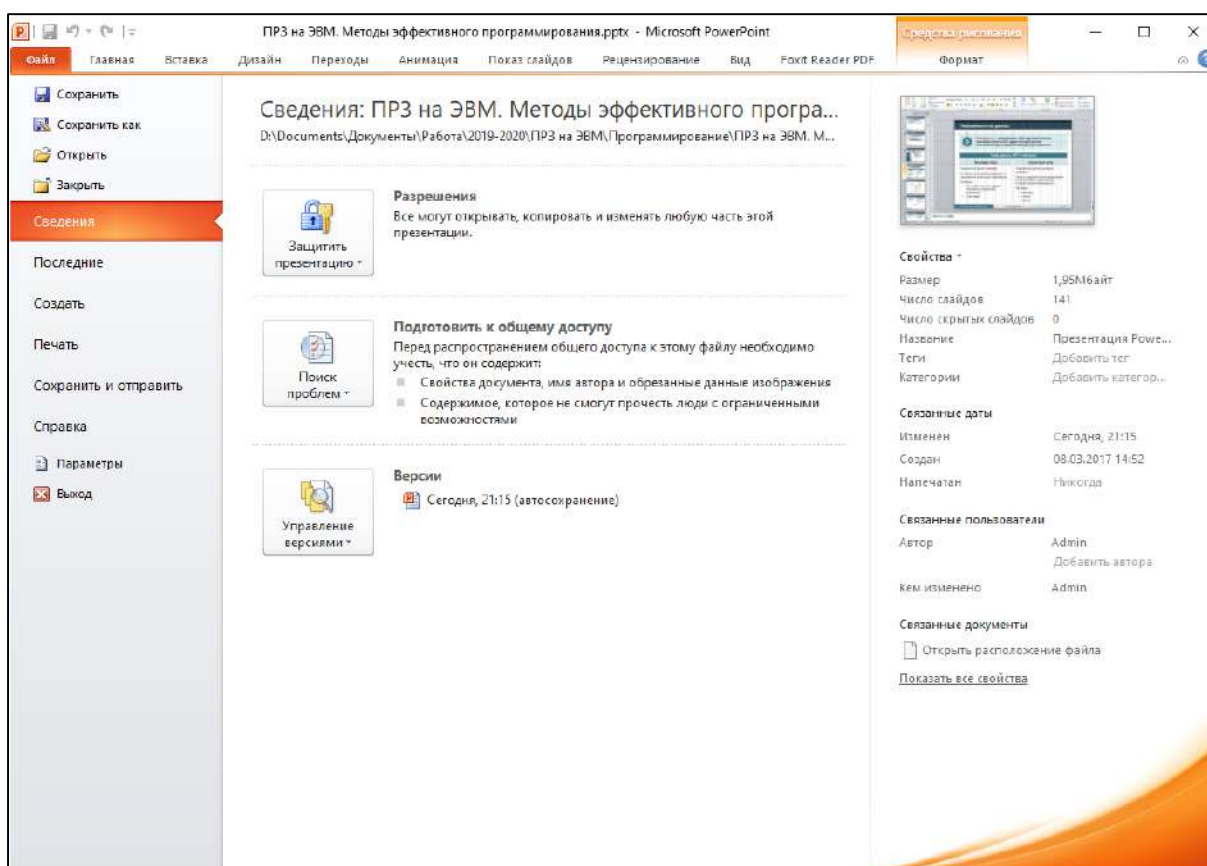 ПРЗ на ЭВМ. Методы эффективного программирования.pptx - Microsoft PowerPoint
Средства рисования
Файл Главная Вставка Дизайн Переходы Анимация Показ слайдов Рецензирование Вид Foxit Reader PDF Формат
Сохранить
Сохранить как
Открыть
Закрыть
Сведения
Последние
Создать
Печать
Сохранить и отправить
Справка
Параметры
Выход
Сведения: ПРЗ на ЭВМ. Методы эффективного програ...
D:\Documents\Документы\Работа\2019-2020\ПРЗ на ЭВМ\Программирование\ПРЗ на ЭВМ. М...
Защитить
презентацию
Разрешения
Все могут открывать, копировать и изменять любую часть этой
презентации.
Поиск
проблем
Подготовить к общему доступу
Перед распространением общего доступа к этому файлу необходимо
учесть, что он содержит:
Свойства документа, имя автора и обрезанные данные изображения
Содержимое, которое не смогут прочесть люди с ограниченными
возможностями
Управление
версиями
Версии
Сегодня, 21:15 (автосохранение)
Свойства
Размер 1,95Мбайт
Число слайдов 141
Число скрытых слайдов 0
Название Презентация Powe...
Теги Добавить тег
Категории Добавить категор...
Связанные даты
Изменен Сегодня, 21:15
Создан 08.03.2017 14:52
Напечатан Никогда
Связанные пользователи
Автор Admin
Добавить автора
Кем изменено Admin
Связанные документы
Открыть расположение файла
Показать все свойства